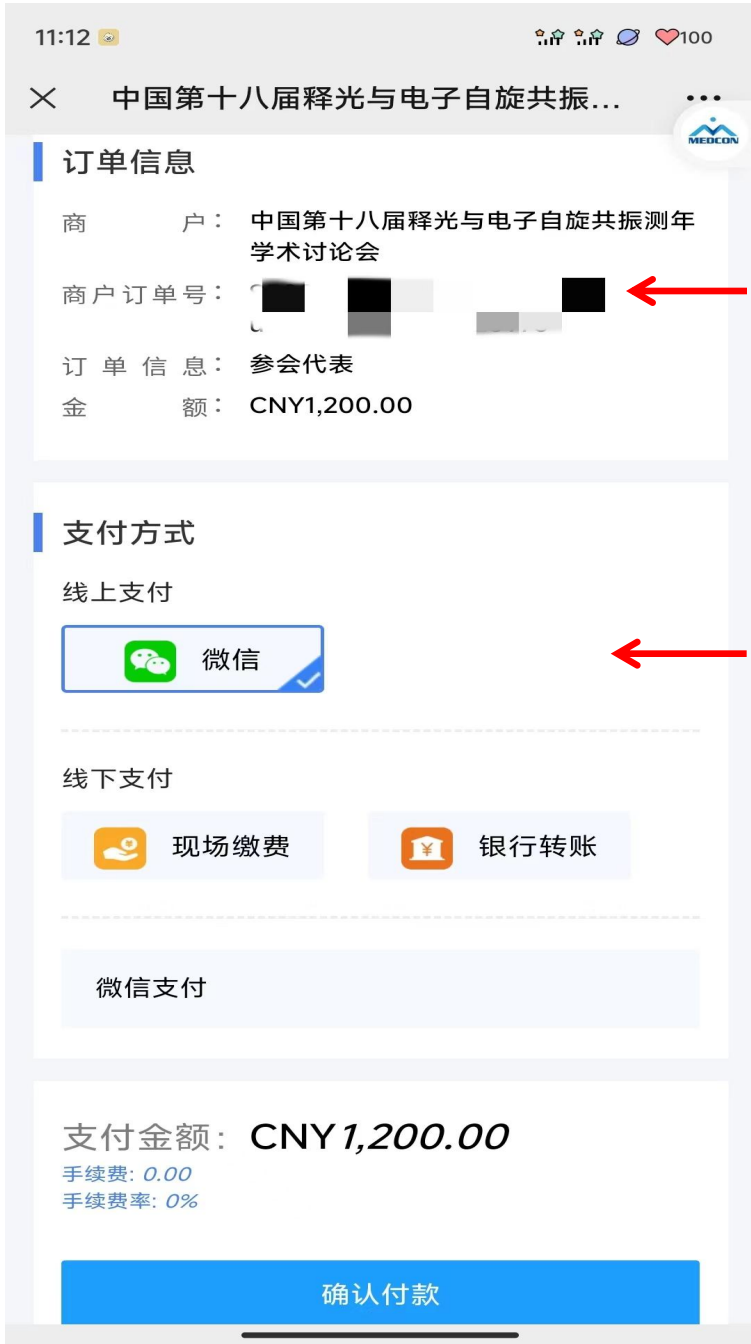 11:12
100
中国第十八届释光与电子自旋共振...
MEDCON
订单信息
商户： 中国第十八届释光与电子自旋共振测年
学术讨论会
商户订单号：
订单信息： 参会代表
金额： CNY1,200.00
支付方式
线上支付
微信
线下支付
现场缴费 银行转账
微信支付
支付金额: CNY1,200.00
手续费: 0.00
手续费率: 0%
确认付款